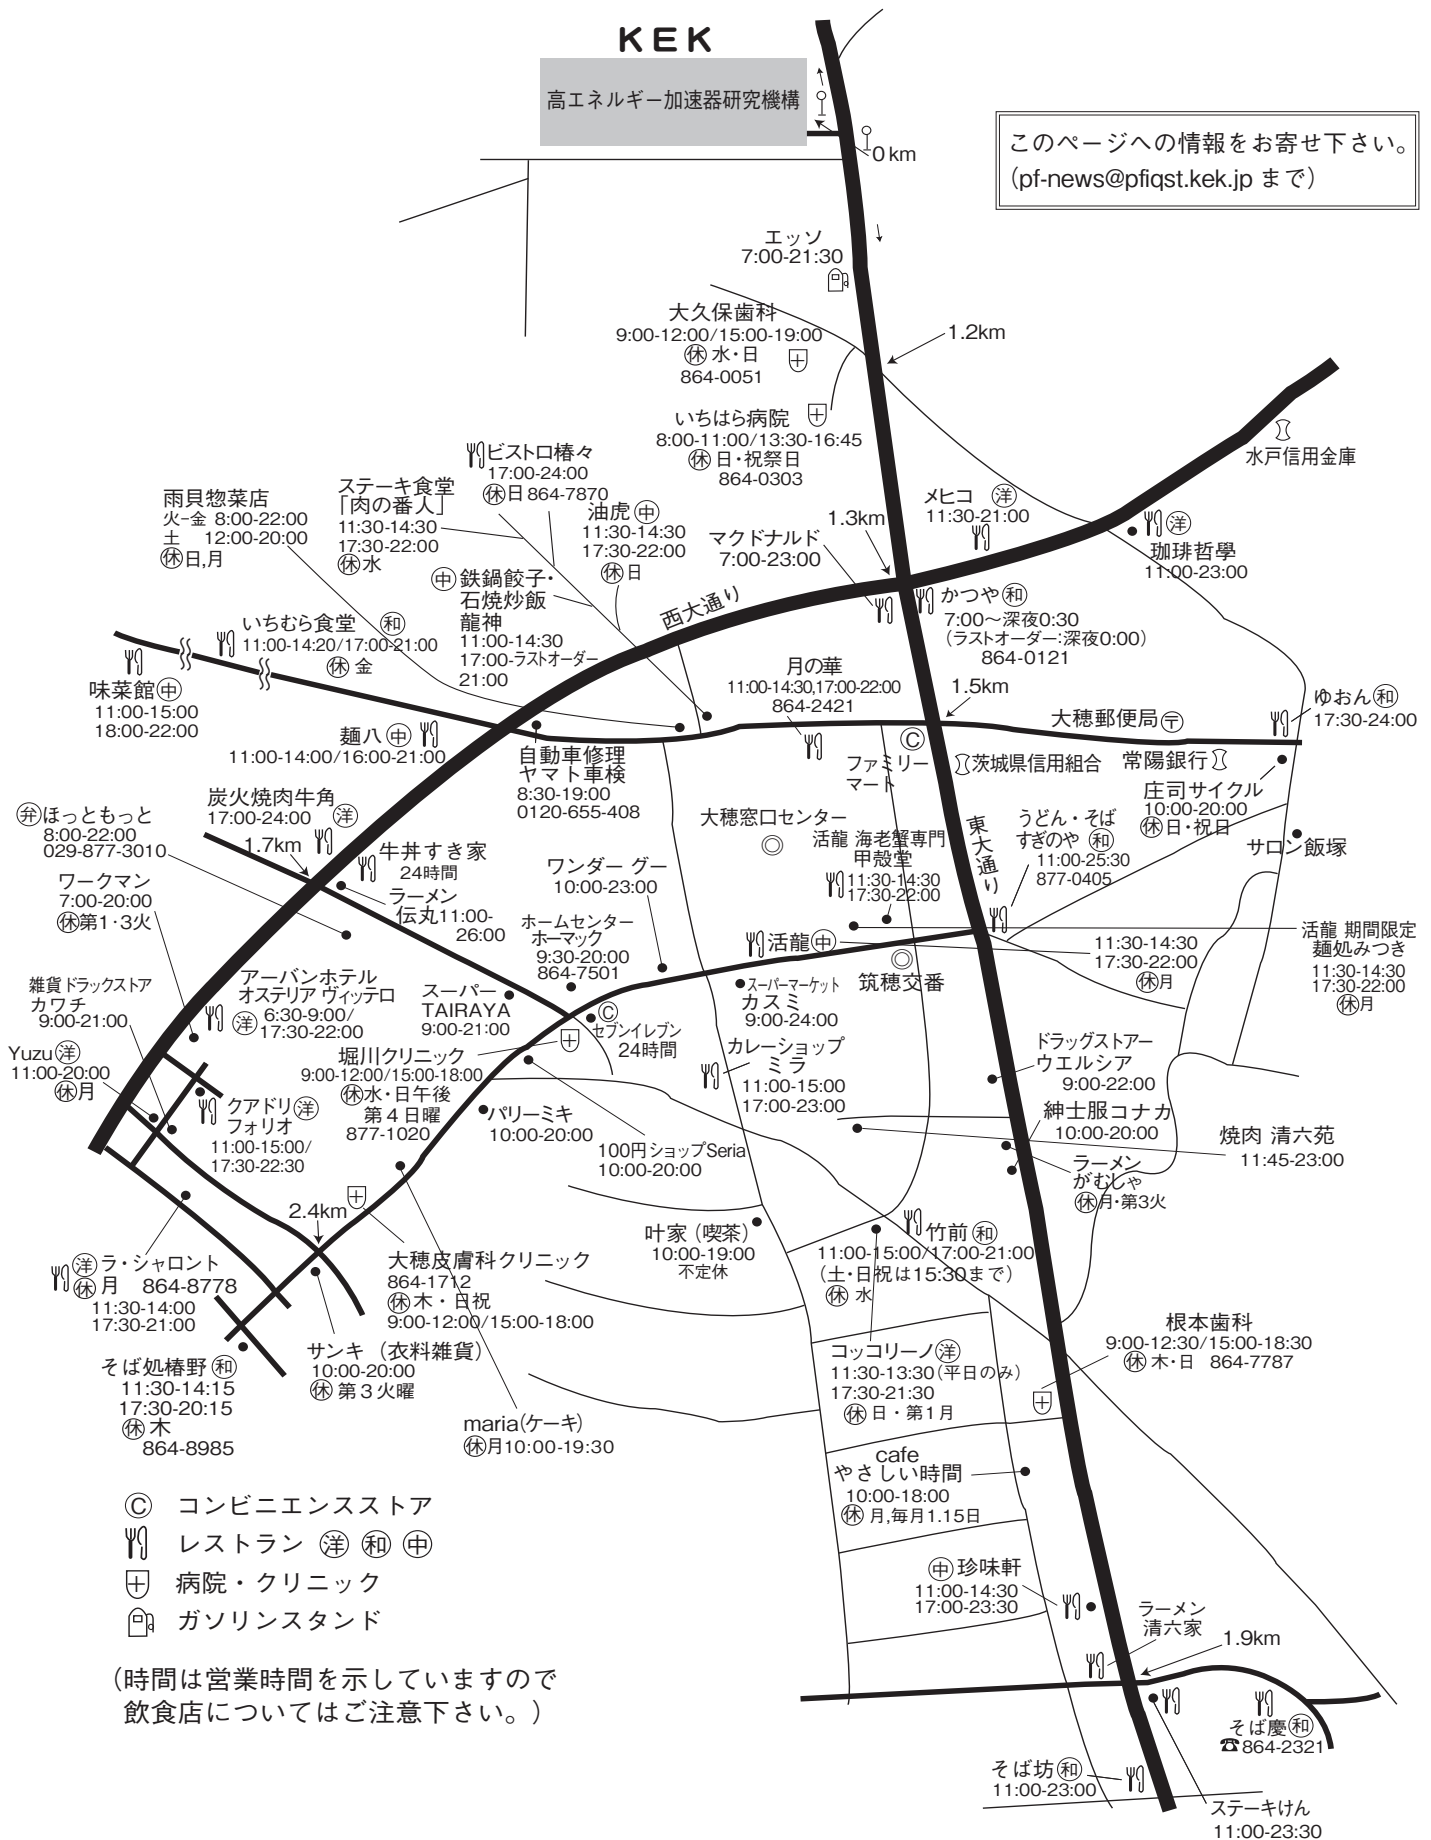 KEK
高エネルギー加速器研究機構
0 km
このページへの情報をお寄せ下さい。
（pf-news@pfiqst.kek.jp まで）
エッソ
7:00-21:30
大久保歯科
9:00-12:00/15:00-19:00
㊡ 水・日
864-0051
1.2km
いちはら病院
8:00-11:00/13:30-16:45
㊡ 日・祝祭日
864-0303
水戸信用金庫
ビストロ椿々
17:00-24:00
㊡日 864-7870
ステーキ食堂
「肉の番人」
11:30-14:30
17:30-22:00
㊡水
雨貝惣菜店
火-金 8:00-22:00
土 12:00-20:00
㊡日,月
油虎㊥
11:30-14:30
17:30-22:00
㊡日
マクドナルド
7:00-23:00
1.3km
メヒコ 洋
11:30-21:00
洋
珈琲哲學
11:00-23:00
㊥鉄鍋餃子・
石焼炒飯
龍神
11:00-14:30
17:00-ラストオーダー
21:00
西大通り
かつや和
7:00〜深夜0:30
（ラストオーダー：深夜0:00）
864-0121
いちむら食堂 和
11:00-14:20/17:00-21:00
㊡ 金
味菜館㊥
11:00-15:00
18:00-22:00
月の華
11:00-14:30,17:00-22:00
864-2421
1.5km
大穂郵便局〒
ゆおん和
17:30-24:00
麺八㊥
11:00-14:00/16:00-21:00
自動車修理
ヤマト車検
8:30-19:00
0120-655-408
Ⓒ
ファミリー
マート
茨城県信用組合
常陽銀行
庄司サイクル
10:00-20:00
㊡日・祝日
炭火焼肉牛角
17:00-24:00 洋
弁ほっともっと
8:00-22:00
029-877-3010
1.7km
牛丼すき家
24時間
ラーメン
伝丸11:00-
26:00
大穂窓口センター
◎
活龍 海老蟹専門
甲殻堂
11:30-14:30
17:30-22:00
東大通り
うどん・そば
すぎのや 和
11:00-25:30
877-0405
サロン飯塚
ワークマン
7:00-20:00
㊡第1・3火
ワンダー グー
10:00-23:00
ホームセンター
ホーマック
9:30-20:00
864-7501
活龍㊥
11:30-14:30
17:30-22:00
㊡月
活龍 期間限定
麺処みつき
11:30-14:30
17:30-22:00
㊡月
◎
筑穂交番
雑貨 ドラックストア
カワチ
9:00-21:00
アーバンホテル
オステリア ヴィッテロ
洋 6:30-9:00/
17:30-22:00
スーパー
TAIRAYA
9:00-21:00
スーパーマーケット
カスミ
9:00-24:00
Ⓒ
セブンイレブン
24時間
Yuzu洋
11:00-20:00
㊡月
堀川クリニック
9:00-12:00/15:00-18:00
㊡水・日午後
第４日曜
877-1020
カレーショップ
ミラ
11:00-15:00
17:00-23:00
ドラッグストアー
ウエルシア
9:00-22:00
紳士服コナカ
10:00-20:00
クアドリ洋
フォリオ
11:00-15:00/
17:30-22:30
パリーミキ
10:00-20:00
100円ショップSeria
10:00-20:00
焼肉 清六苑
11:45-23:00
ラーメン
がむしゃ
㊡月・第3火
2.4km
叶家（喫茶）
10:00-19:00
不定休
竹前和
11:00-15:00/17:00-21:00
（土・日祝は15:30まで）
㊡ 水
洋ラ・シャロント
㊡月 864-8778
11:30-14:00
17:30-21:00
大穂皮膚科クリニック
864-1712
㊡木・日祝
9:00-12:00/15:00-18:00
根本歯科
9:00-12:30/15:00-18:30
㊡木・日 864-7787
そば処椿野和
11:30-14:15
17:30-20:15
㊡木
864-8985
サンキ（衣料雑貨）
10:00-20:00
㊡ 第３火曜
コッコリーノ洋
11:30-13:30（平日のみ）
17:30-21:30
㊡ 日・第１月
maria（ケーキ）
㊡月10:00-19:30
cafe
やさしい時間
10:00-18:00
㊡ 月,毎月1.15日
Ⓒ コンビニエンスストア
レストラン 洋 和 ㊥
病院・クリニック
ガソリンスタンド
㊥珍味軒
11:00-14:30
17:00-23:30
ラーメン
清六家
1.9km
（時間は営業時間を示していますので
飲食店についてはご注意下さい。）
そば慶和
☎864-2321
そば坊和
11:00-23:00
ステーキけん
11:00-23:30